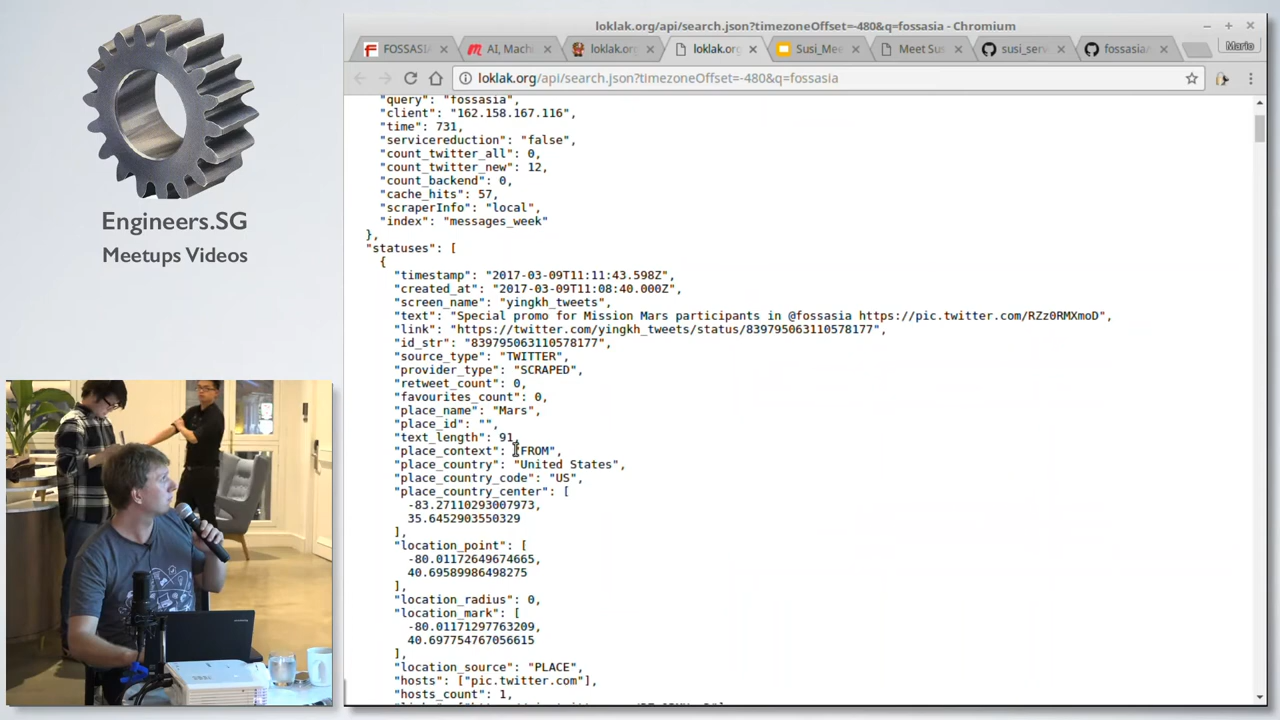 loklak.org/api/search.json?timezoneOffset=-480&q=fossasia - Chromium
FOSSASIA
AI, Mach
loklak.org
loklak.org
Susi_Mee
Meet Sus
susi_serv
fossasia/
Mario
loklak.org/api/search.json?timezoneOffset=-480&q=fossasia
"query": "fossasia",
"client": "162.158.167.116",
"time": 731,
"servicereduction": "false",
"count_twitter_all": 0,
"count_twitter_new": 12,
"count_backend": 0,
"cache_hits": 57,
"scraperInfo": "local",
"index": "messages_week"
},
"statuses": [
{
"timestamp": "2017-03-09T11:11:43.598Z",
"created_at": "2017-03-09T11:08:40.000Z",
"screen_name": "yingkh_tweets",
"text": "Special promo for Mission Mars participants in @fossasia https://pic.twitter.com/RZz0RMXmoD",
"link": "https://twitter.com/yingkh_tweets/status/839795063110578177",
"id_str": "839795063110578177",
"source_type": "TWITTER",
"provider_type": "SCRAPED",
"retweet_count": 0,
"favourites_count": 0,
"place_name": "Mars",
"place_id": "",
"text_length": 91,
"place_context": "FROM",
"place_country": "United States",
"place_country_code": "US",
"place_country_center": [
-83.27110293007973,
35.6452903550329
],
"location_point": [
-80.01172649674665,
40.69589986498275
],
"location_radius": 0,
"location_mark": [
-80.01171297763209,
40.697754767056615
],
"location_source": "PLACE",
"hosts": ["pic.twitter.com"],
"hosts_count": 1,
Engineers.SG
Meetups Videos